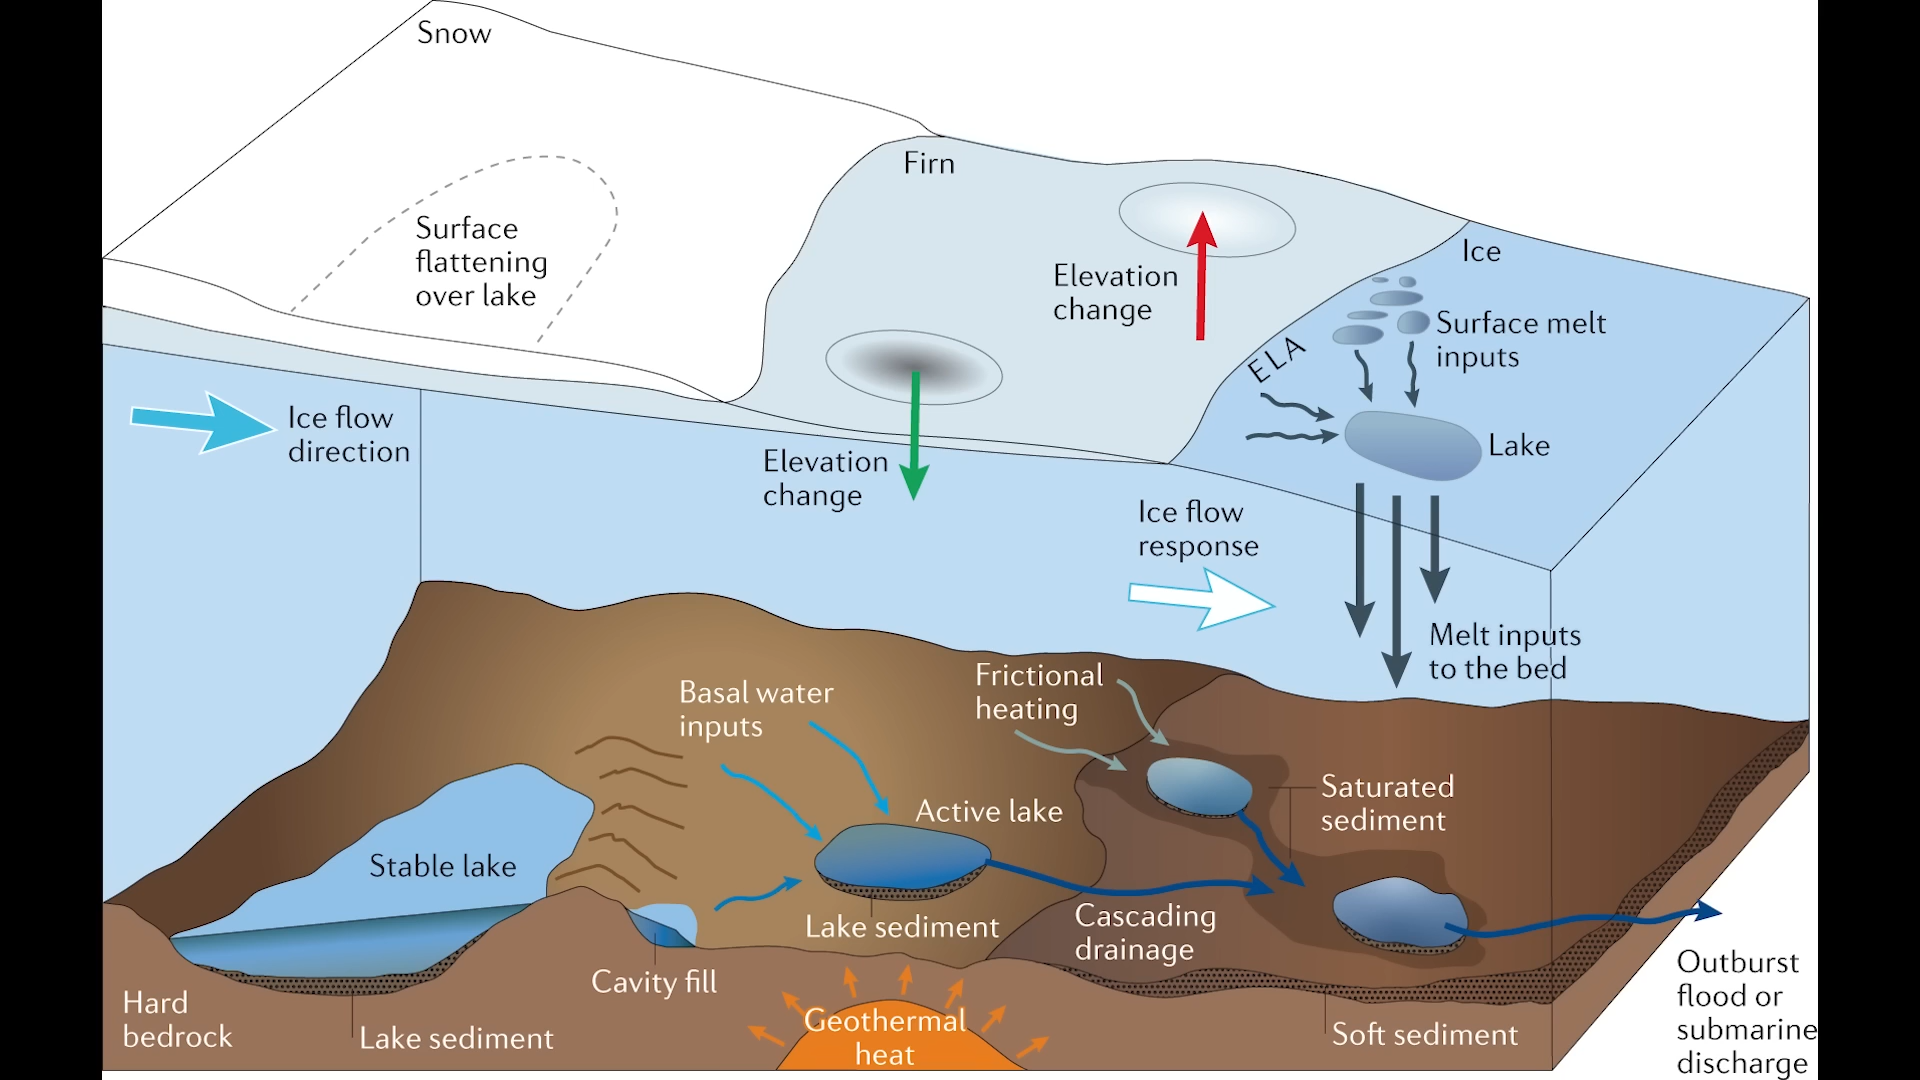 Snow
Firn
Surface
flattening
over lake
Elevation
change
Ice
Surface melt
inputs
ELA
Ice flow
direction
Elevation
change
Lake
Ice flow
response
Melt inputs
to the bed
Basal water
inputs
Frictional
heating
Saturated
sediment
Active lake
Stable lake
Lake sediment
Cascading
drainage
Cavity fill
Hard
bedrock
Lake sediment
Geothermal
heat
Soft sediment
Outburst
flood or
submarine
discharge